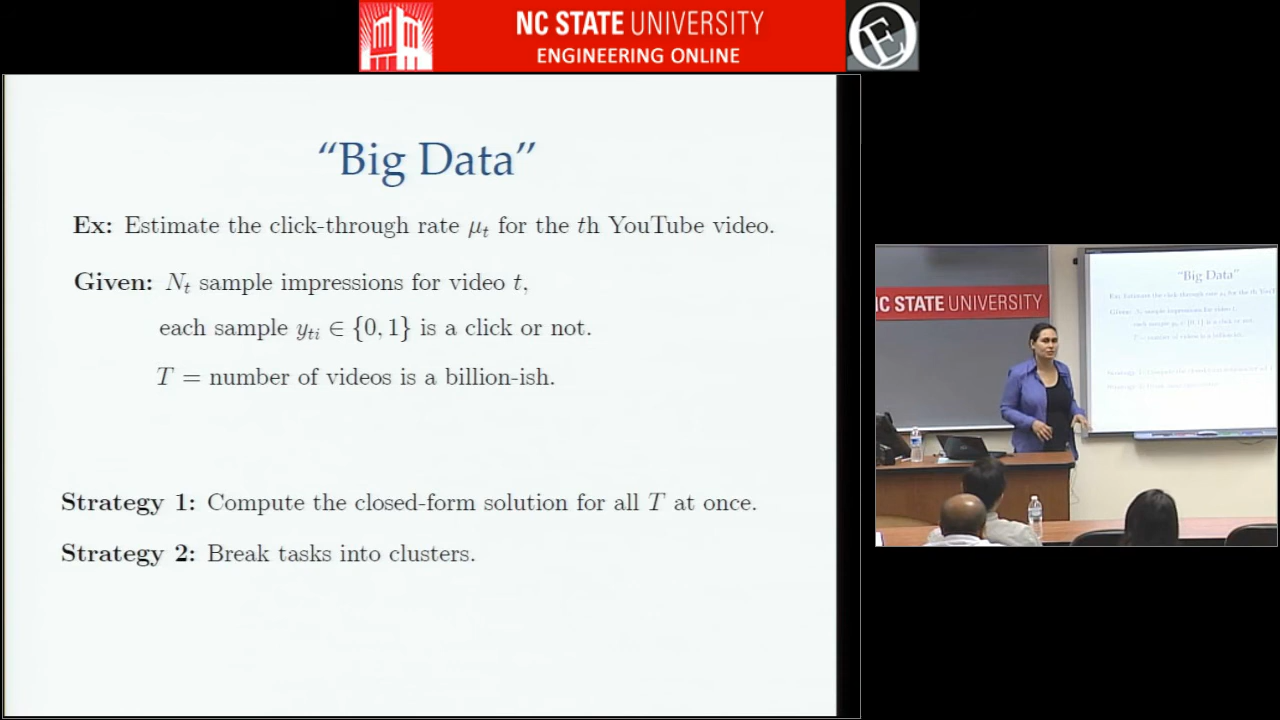 NC STATE UNIVERSITY
ENGINEERING ONLINE
“Big Data”
Ex: Estimate the click-through rate μt for the tth YouTube video.
Given: Nt sample impressions for video t,
each sample yti ∈ {0, 1} is a click or not.
T = number of videos is a billion-ish.
Strategy 1: Compute the closed-form solution for all T at once.
Strategy 2: Break tasks into clusters.
NC STATE UNIVERSITY
“Big Data”